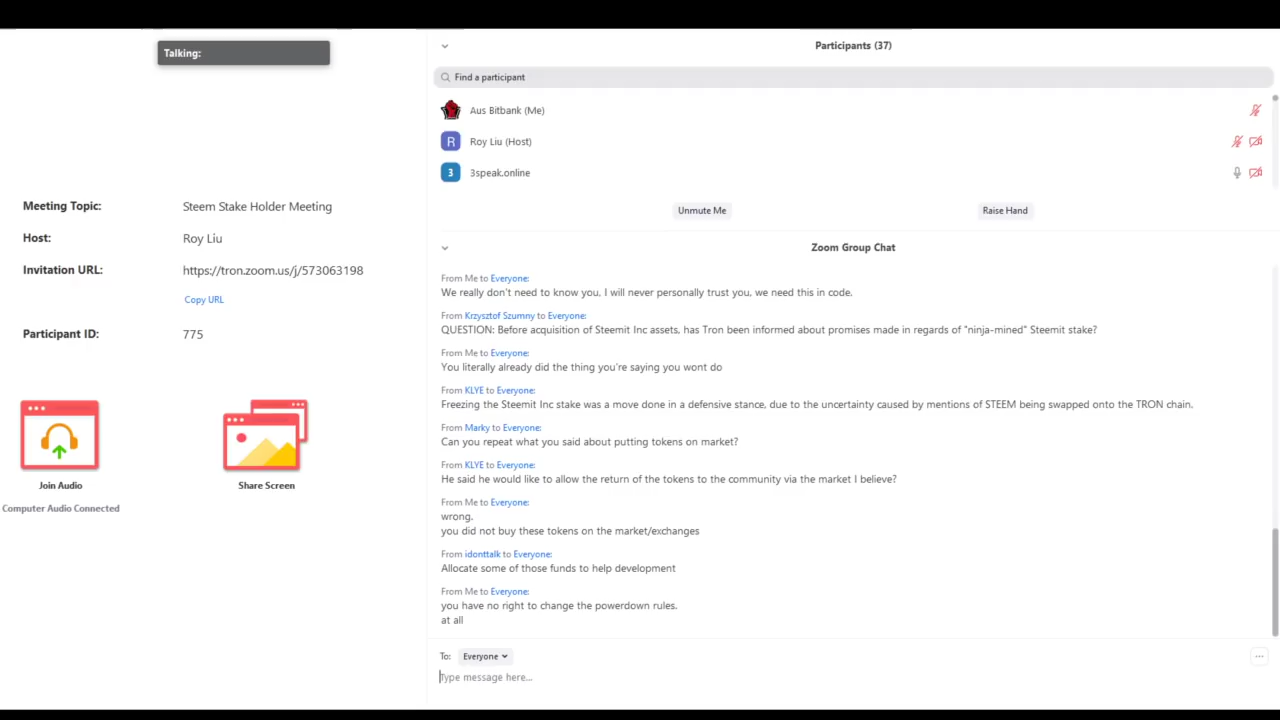 Talking:
Meeting Topic: Steem Stake Holder Meeting
Host: Roy Liu
Invitation URL: https://tron.zoom.us/j/573063198
Copy URL
Participant ID: 775
Join Audio
Share Screen
Computer Audio Connected
Participants (37)
Find a participant
Aus Bitbank (Me)
R Roy Liu (Host)
3 3speak.online
Unmute Me
Raise Hand
Zoom Group Chat
From Me to Everyone:
We really don't need to know you, I will never personally trust you, we need this in code.
From Krzysztof Szumny to Everyone:
QUESTION: Before acquisition of Steemit Inc assets, has Tron been informed about promises made in regards of "ninja-mined" Steemit stake?
From Me to Everyone:
You literally already did the thing you're saying you wont do
From KLYE to Everyone:
Freezing the Steemit Inc stake was a move done in a defensive stance, due to the uncertainty caused by mentions of STEEM being swapped onto the TRON chain.
From Marky to Everyone:
Can you repeat what you said about putting tokens on market?
From KLYE to Everyone:
He said he would like to allow the return of the tokens to the community via the market I believe?
From Me to Everyone:
wrong.
you did not buy these tokens on the market/exchanges
From idonttalk to Everyone:
Allocate some of those funds to help development
From Me to Everyone:
you have no right to change the powerdown rules.
at all
To: Everyone
Type message here...